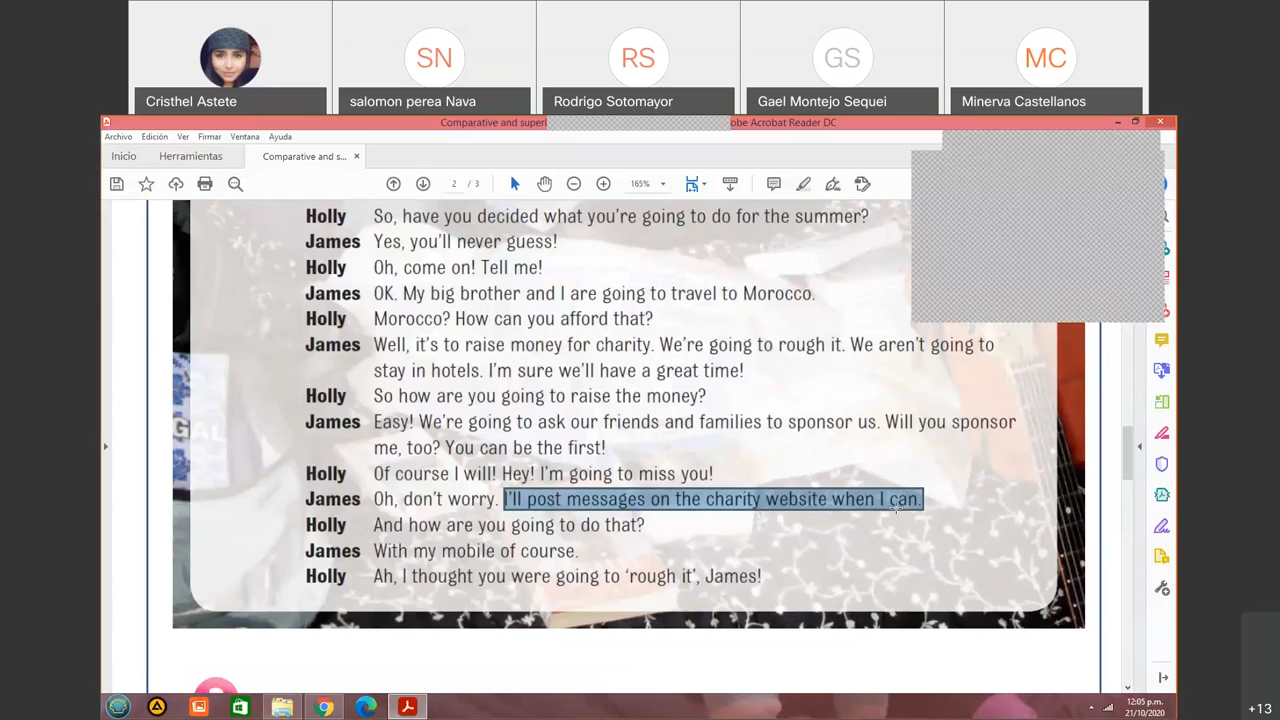 SN
RS
GS
MC
Cristhel Astete
salomon perea Nava
Rodrigo Sotomayor
Gael Montejo Sequei
Minerva Castellanos
Comparative and superl
obe Acrobat Reader DC
Archivo Edición Ver Firmar Ventana Ayuda
Inicio Herramientas Comparative and s... ×
2 / 3 165%
Holly So, have you decided what you're going to do for the summer?
James Yes, you'll never guess!
Holly Oh, come on! Tell me!
James OK. My big brother and I are going to travel to Morocco.
Holly Morocco? How can you afford that?
James Well, it's to raise money for charity. We're going to rough it. We aren't going to
stay in hotels. I'm sure we'll have a great time!
Holly So how are you going to raise the money?
James Easy! We're going to ask our friends and families to sponsor us. Will you sponsor
me, too? You can be the first!
Holly Of course I will! Hey! I'm going to miss you!
James Oh, don't worry. I'll post messages on the charity website when I can.
Holly And how are you going to do that?
James With my mobile of course.
Holly Ah, I thought you were going to 'rough it', James!
12:05 p.m.
21/10/2020
+13